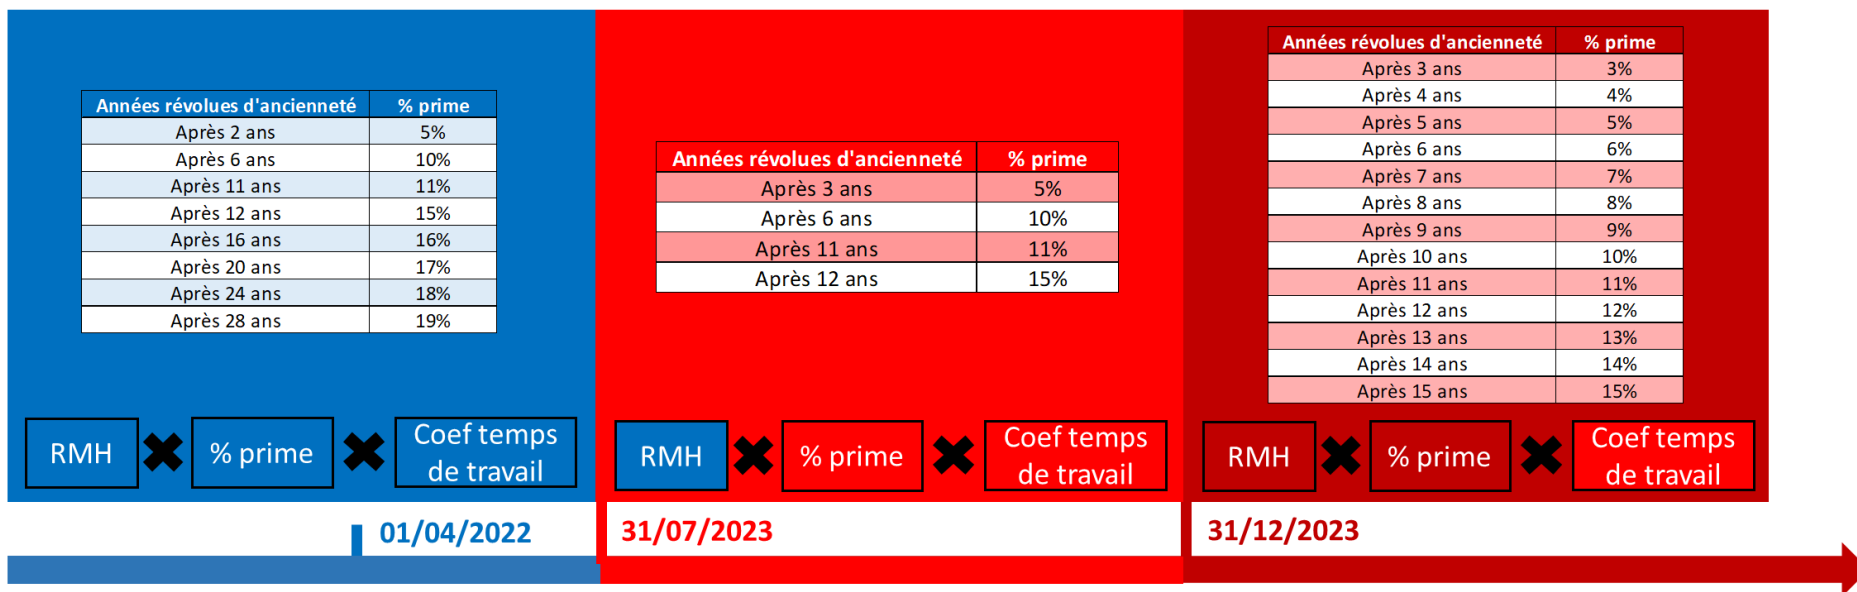 Années révolues d'ancienneté % prime
Après 2 ans 5%
Après 6 ans 10%
Après 11 ans 11%
Après 12 ans 15%
Après 16 ans 16%
Après 20 ans 17%
Après 24 ans 18%
Après 28 ans 19%
RMH
% prime
Coef temps
de travail
01/04/2022
Années révolues d'ancienneté % prime
Après 3 ans 5%
Après 6 ans 10%
Après 11 ans 11%
Après 12 ans 15%
RMH
% prime
Coef temps
de travail
31/07/2023
Années révolues d'ancienneté % prime
Après 3 ans 3%
Après 4 ans 4%
Après 5 ans 5%
Après 6 ans 6%
Après 7 ans 7%
Après 8 ans 8%
Après 9 ans 9%
Après 10 ans 10%
Après 11 ans 11%
Après 12 ans 12%
Après 13 ans 13%
Après 14 ans 14%
Après 15 ans 15%
RMH
% prime
Coef temps
de travail
31/12/2023